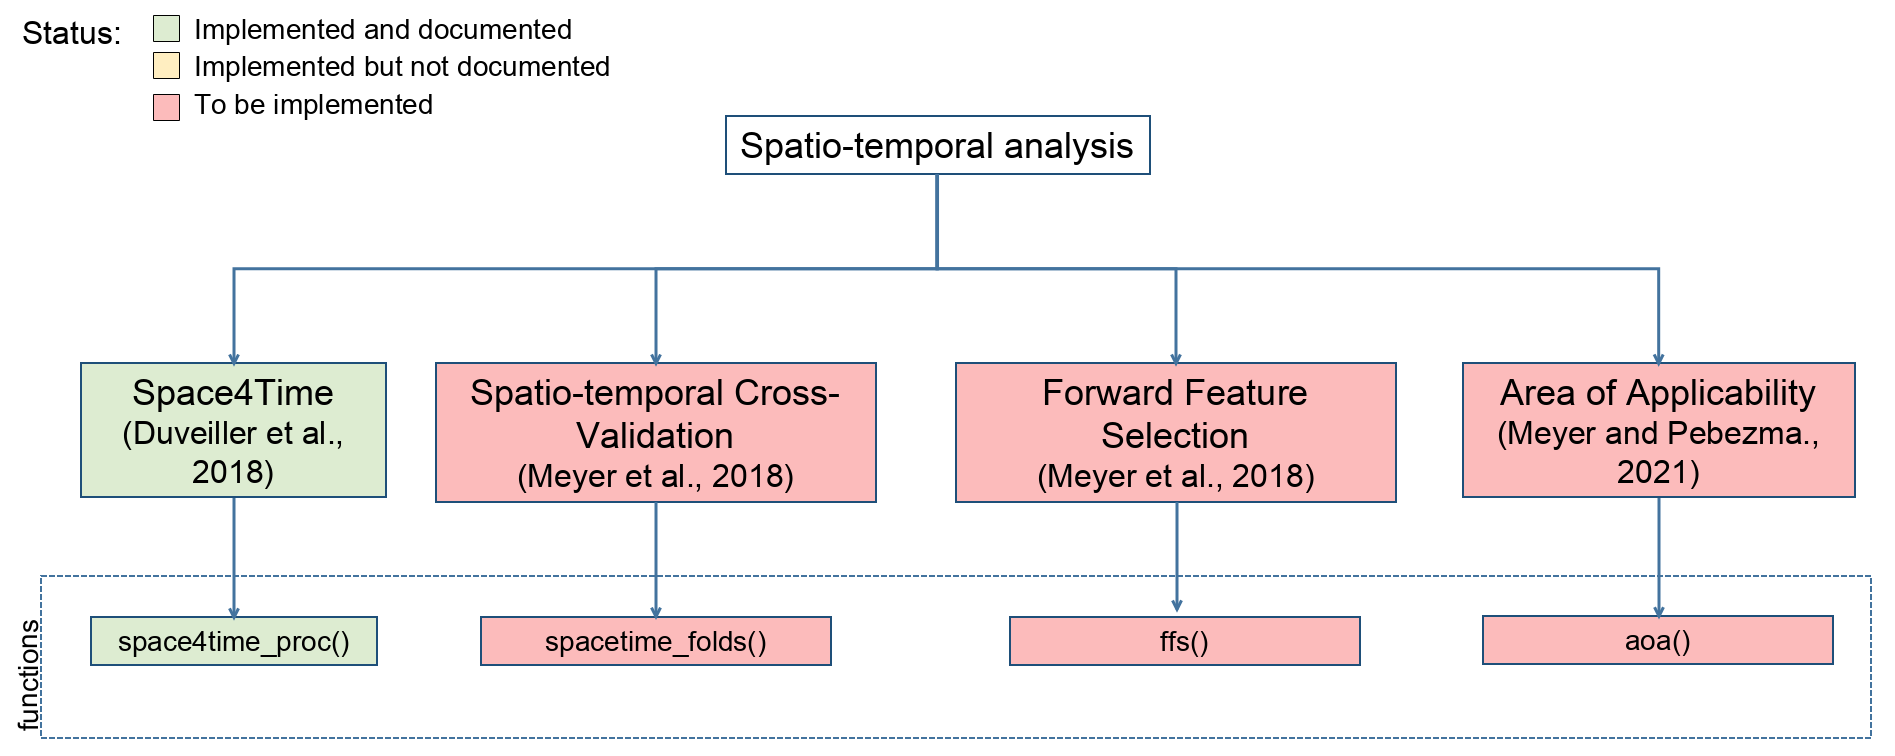 Status:
Implemented and documented
Implemented but not documented
To be implemented
Spatio-temporal analysis
Space4Time
(Duveiller et al.,
2018)
Spatio-temporal Cross-
Validation
(Meyer et al., 2018)
Forward Feature
Selection
(Meyer et al., 2018)
Area of Applicability
(Meyer and Pebezma.,
2021)
functions
space4time_proc()
spacetime_folds()
ffs()
aoa()